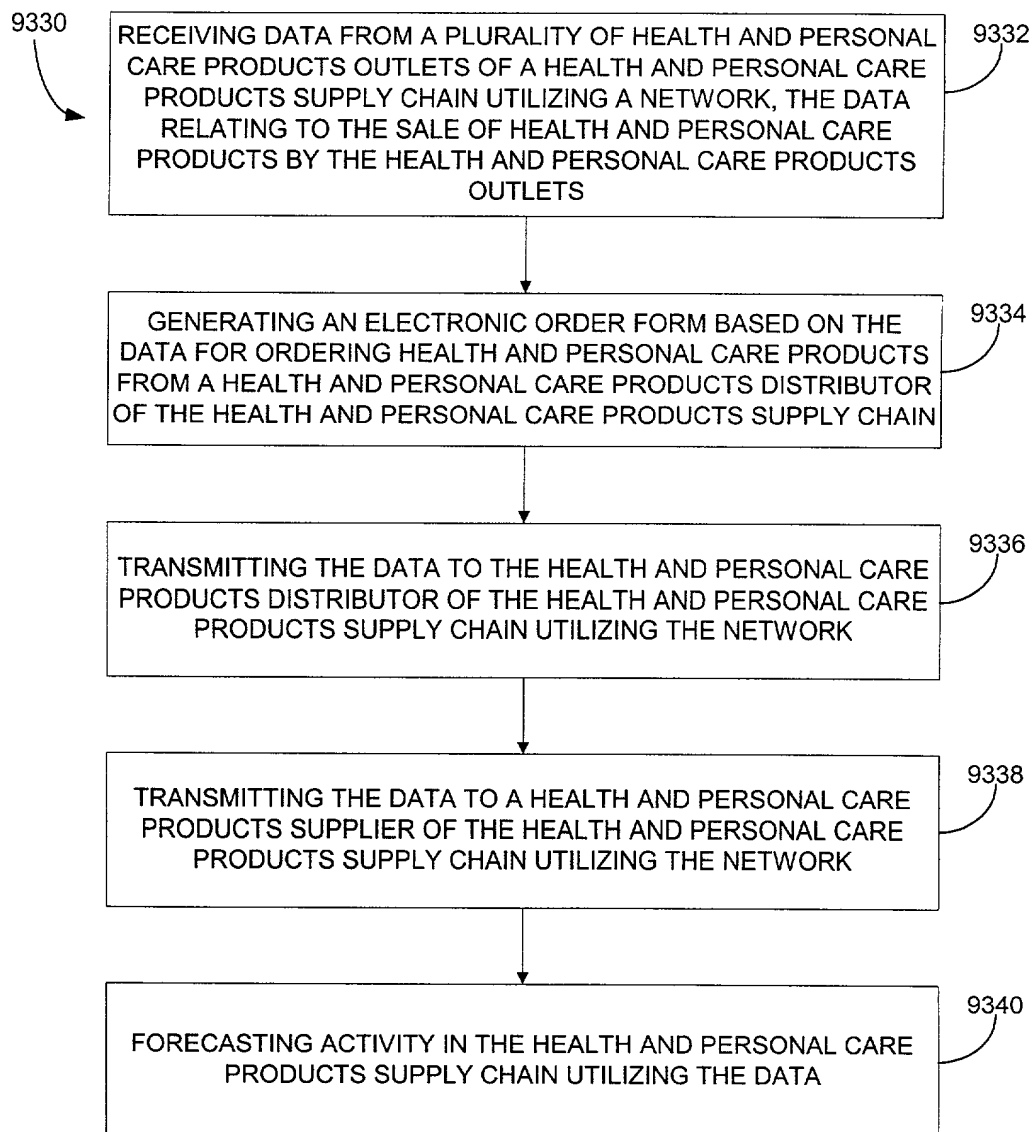 9330
RECEIVING DATA FROM A PLURALITY OF HEALTH AND PERSONAL
CARE PRODUCTS OUTLETS OF A HEALTH AND PERSONAL CARE
PRODUCTS SUPPLY CHAIN UTILIZING A NETWORK, THE DATA
RELATING TO THE SALE OF HEALTH AND PERSONAL CARE
PRODUCTS BY THE HEALTH AND PERSONAL CARE PRODUCTS
OUTLETS
9332
GENERATING AN ELECTRONIC ORDER FORM BASED ON THE
DATA FOR ORDERING HEALTH AND PERSONAL CARE PRODUCTS
FROM A HEALTH AND PERSONAL CARE PRODUCTS DISTRIBUTOR
OF THE HEALTH AND PERSONAL CARE PRODUCTS SUPPLY CHAIN
9334
TRANSMITTING THE DATA TO THE HEALTH AND PERSONAL CARE
PRODUCTS DISTRIBUTOR OF THE HEALTH AND PERSONAL CARE
PRODUCTS SUPPLY CHAIN UTILIZING THE NETWORK
9336
TRANSMITTING THE DATA TO A HEALTH AND PERSONAL CARE
PRODUCTS SUPPLIER OF THE HEALTH AND PERSONAL CARE
PRODUCTS SUPPLY CHAIN UTILIZING THE NETWORK
9338
FORECASTING ACTIVITY IN THE HEALTH AND PERSONAL CARE
PRODUCTS SUPPLY CHAIN UTILIZING THE DATA
9340